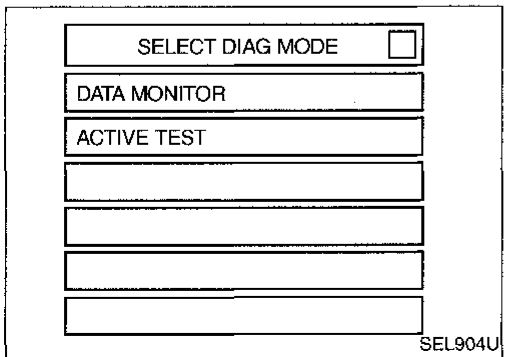 SELECT DIAG MODE
DATA MONITOR
ACTIVE TEST
SEL904U